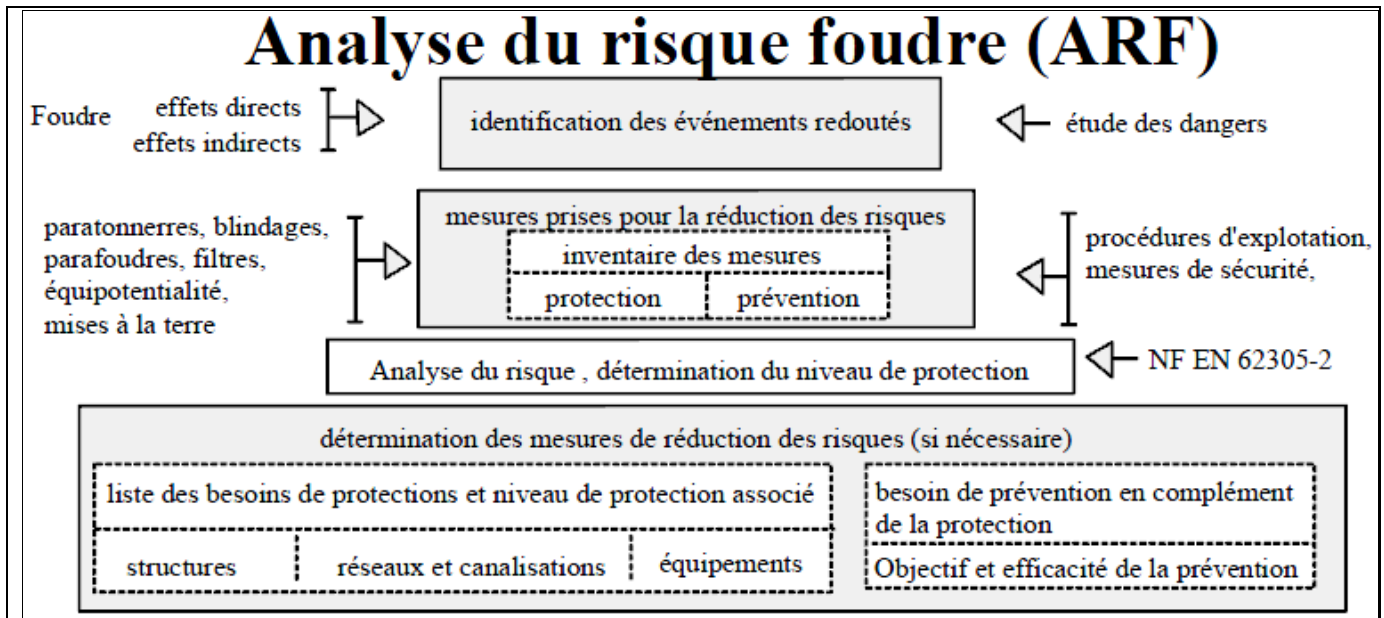 Analyse du risque foudre (ARF)
Foudre
effets directs
effets indirects
identification des événements redoutés
étude des dangers
paratonnerres, blindages,
parafoudres, filtres,
équipotentialité,
mises à la terre
mesures prises pour la réduction des risques
inventaire des mesures
protection
prévention
procédures d'explotation,
mesures de sécurité,
Analyse du risque , détermination du niveau de protection
NF EN 62305-2
détermination des mesures de réduction des risques (si nécessaire)
liste des besoins de protections et niveau de protection associé
structures
réseaux et canalisations
équipements
besoin de prévention en complément
de la protection
Objectif et efficacité de la prévention